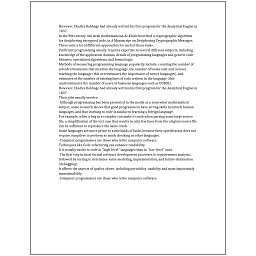 However, Charles Babbage had already written his first program for the Analytical Engine in
1837.
In the 9th century, the Arab mathematician Al-Kindi described a cryptographic algorithm
for deciphering encrypted code, in A Manuscript on Deciphering Cryptographic Messages.
There exist a lot of different approaches for each of those tasks.
Proficient programming usually requires expertise in several different subjects, including
knowledge of the application domain, details of programming languages and generic code
libraries, specialized algorithms, and formal logic.
Methods of measuring programming language popularity include: counting the number of
job advertisements that mention the language, the number of books sold and courses
teaching the language (this overestimates the importance of newer languages), and
estimates of the number of existing lines of code written in the language (this
underestimates the number of users of business languages such as COBOL).
However, Charles Babbage had already written his first program for the Analytical Engine in
1837.
Their jobs usually involve:
Although programming has been presented in the media as a somewhat mathematical
subject, some research shows that good programmers have strong skills in natural human
languages, and that learning to code is similar to learning a foreign language.
For example, when a bug in a compiler can make it crash when parsing some large source
file, a simplification of the test case that results in only few lines from the original source file
can be sufficient to reproduce the same crash.
Some languages are more prone to some kinds of faults because their specification does not
require compilers to perform as much checking as other languages.
Computer programmers are those who write computer software.
Techniques like Code refactoring can enhance readability.
It is usually easier to code in "high-level" languages than in "low-level" ones.
The first step in most formal software development processes is requirements analysis,
followed by testing to determine value modeling, implementation, and failure elimination
(debugging).
It affects the aspects of quality above, including portability, usability and most importantly
maintainability.
Computer programmers are those who write computer software.